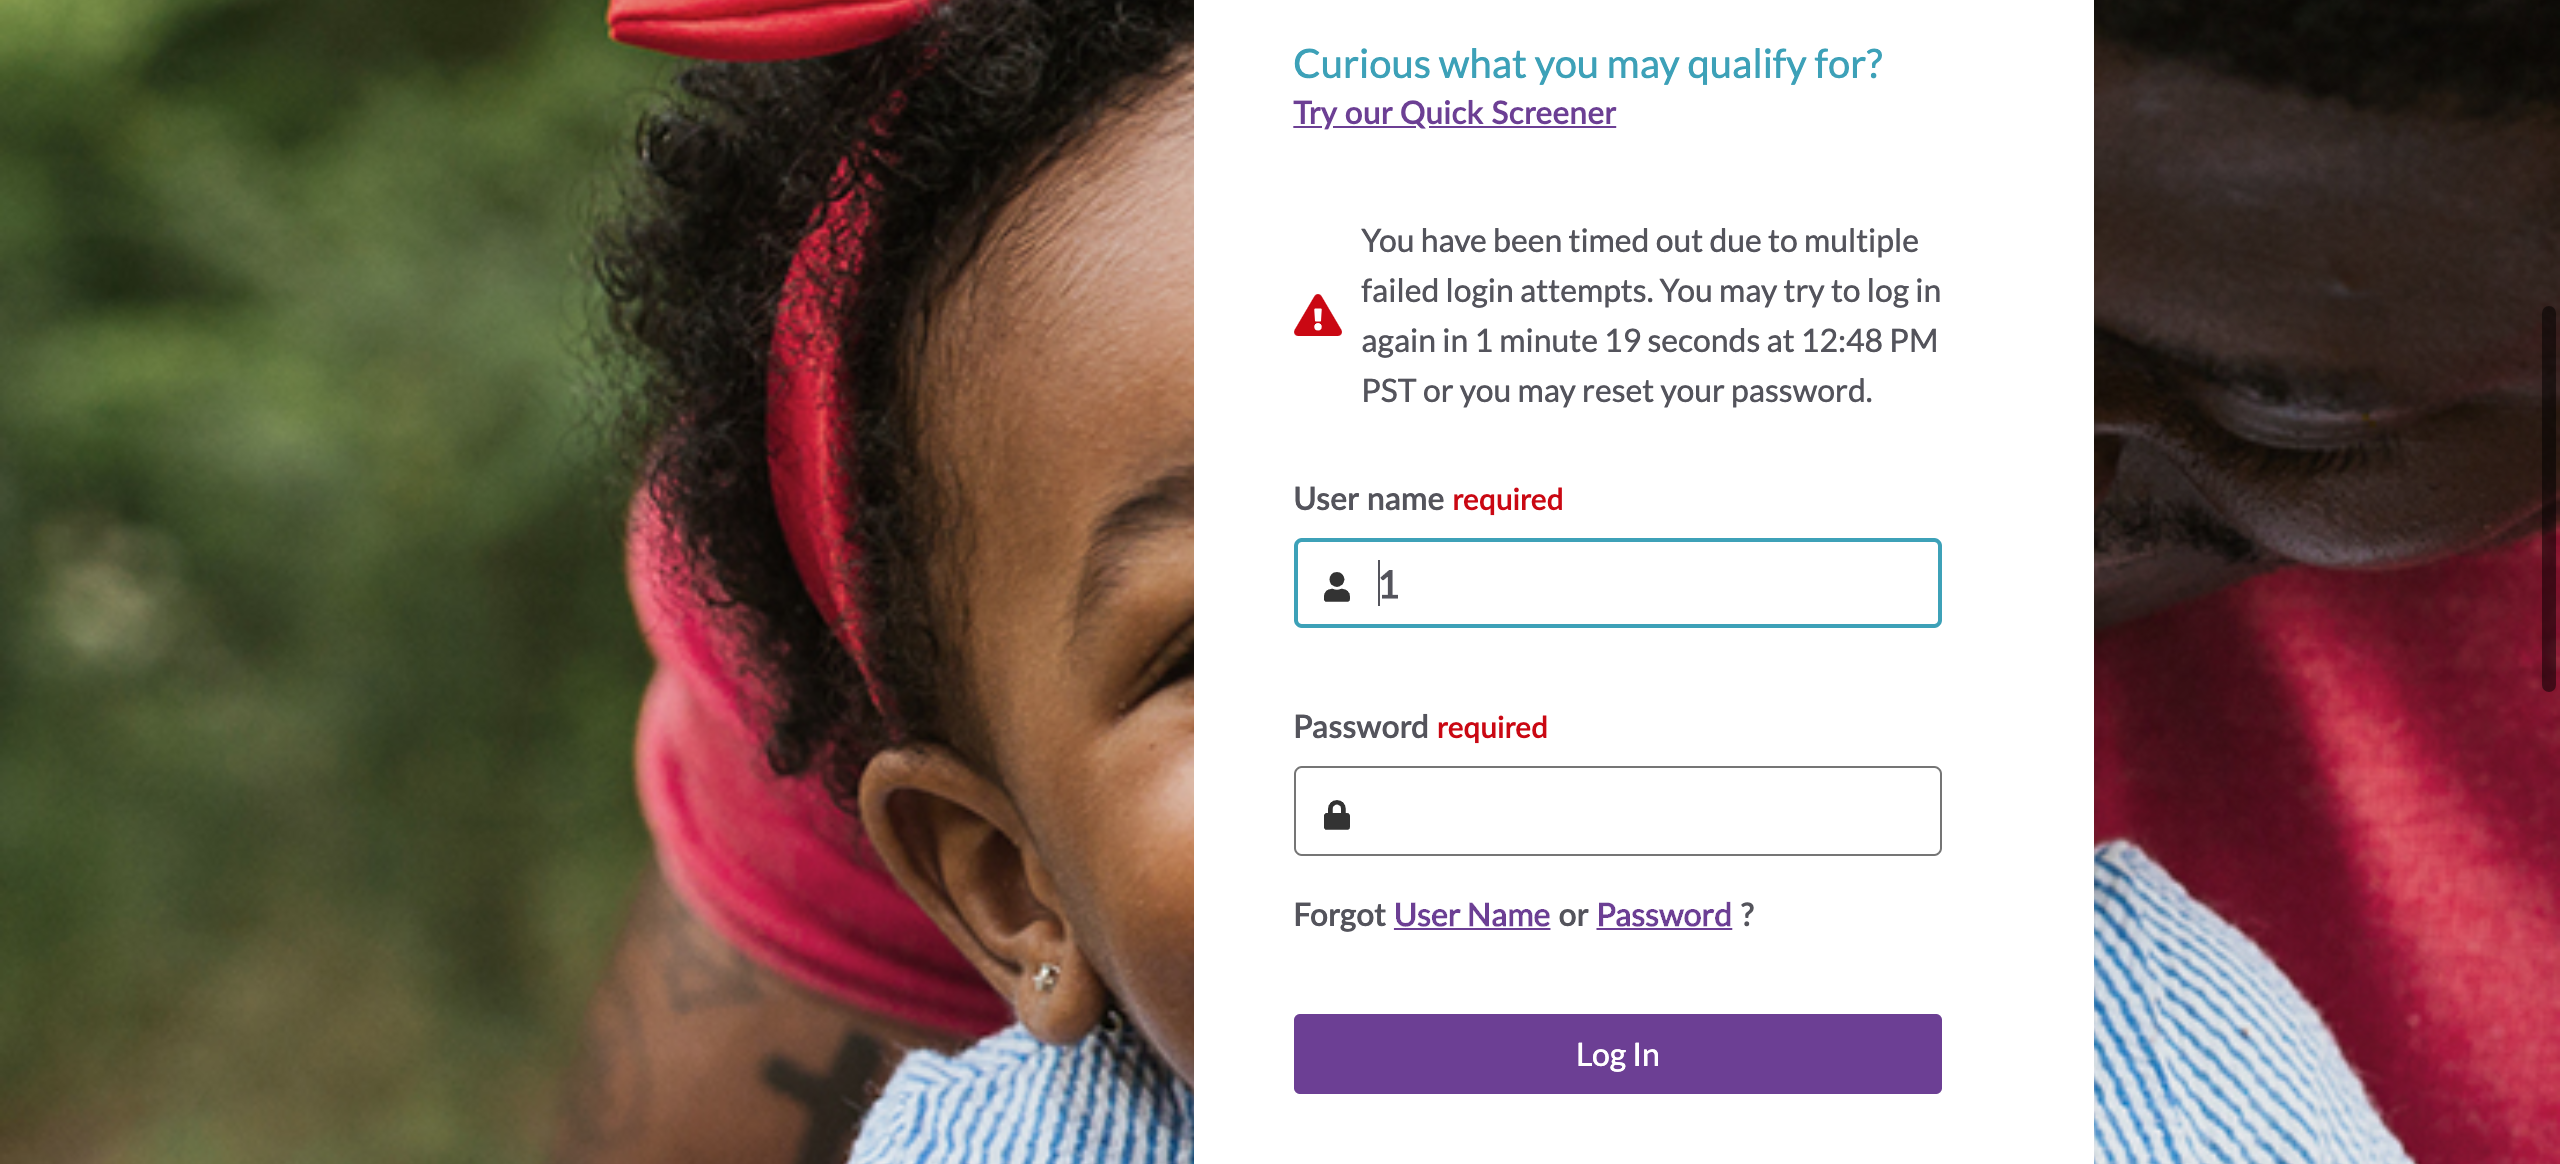 Curious what you may qualify for?
Try our Quick Screener
You have been timed out due to multiple
failed login attempts. You may try to log in
again in 1 minute 19 seconds at 12:48 PM
PST or you may reset your password.
User name required
1
Password required
Forgot User Name or Password ?
Log In